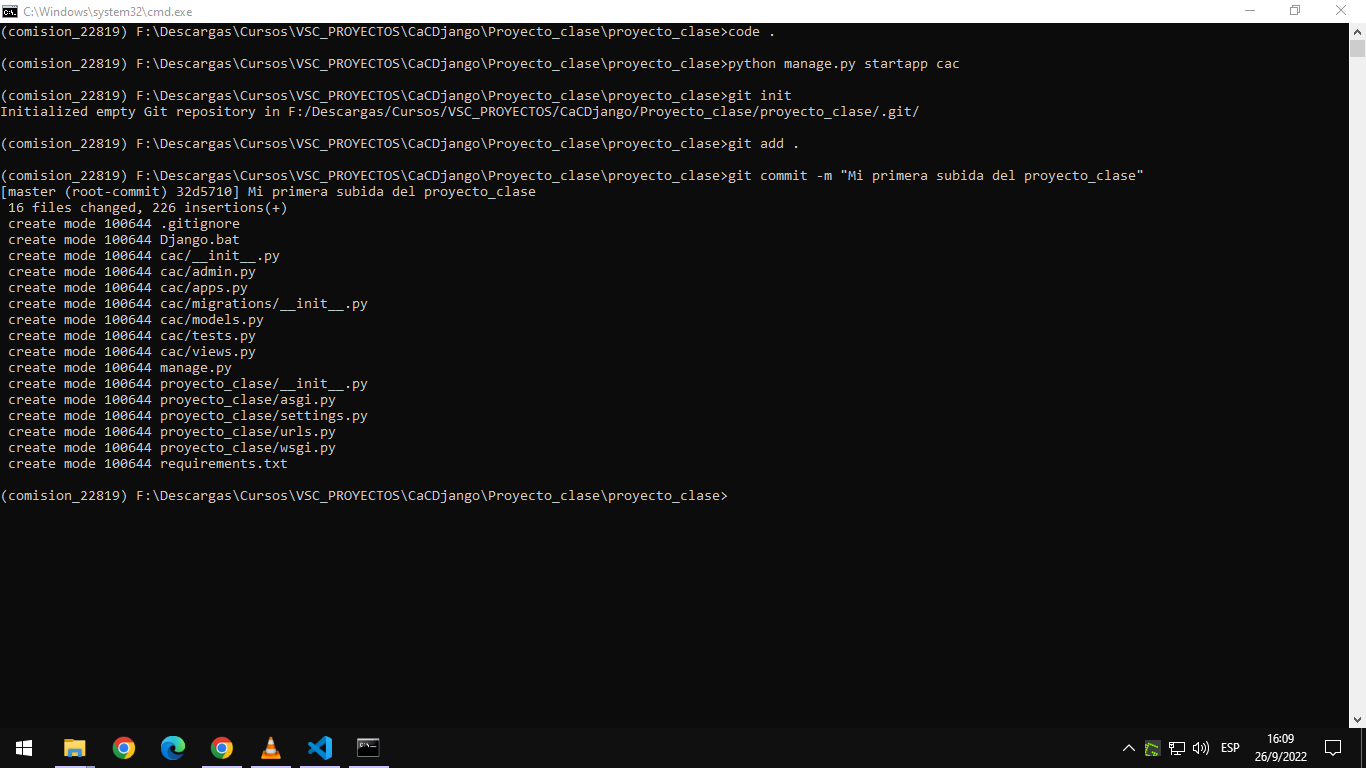 C:\Windows\system32\cmd.exe
(comision_22819) F:\Descargas\Cursos\VSC_PROYECTOS\CaCDjango\Proyecto_clase\proyecto_clase>code .
(comision_22819) F:\Descargas\Cursos\VSC_PROYECTOS\CaCDjango\Proyecto_clase\proyecto_clase>python manage.py startapp cac
(comision_22819) F:\Descargas\Cursos\VSC_PROYECTOS\CaCDjango\Proyecto_clase\proyecto_clase>git init
Initialized empty Git repository in F:/Descargas/Cursos/VSC_PROYECTOS/CaCDjango/Proyecto_clase/proyecto_clase/.git/
(comision_22819) F:\Descargas\Cursos\VSC_PROYECTOS\CaCDjango\Proyecto_clase\proyecto_clase>git add .
(comision_22819) F:\Descargas\Cursos\VSC_PROYECTOS\CaCDjango\Proyecto_clase\proyecto_clase>git commit -m "Mi primera subida del proyecto_clase"
[master (root-commit) 32d5710] Mi primera subida del proyecto_clase
 16 files changed, 226 insertions(+)
 create mode 100644 .gitignore
 create mode 100644 Django.bat
 create mode 100644 cac/__init__.py
 create mode 100644 cac/admin.py
 create mode 100644 cac/apps.py
 create mode 100644 cac/migrations/__init__.py
 create mode 100644 cac/models.py
 create mode 100644 cac/tests.py
 create mode 100644 cac/views.py
 create mode 100644 manage.py
 create mode 100644 proyecto_clase/__init__.py
 create mode 100644 proyecto_clase/asgi.py
 create mode 100644 proyecto_clase/settings.py
 create mode 100644 proyecto_clase/urls.py
 create mode 100644 proyecto_clase/wsgi.py
 create mode 100644 requirements.txt
(comision_22819) F:\Descargas\Cursos\VSC_PROYECTOS\CaCDjango\Proyecto_clase\proyecto_clase>
ESP
16:09
26/9/2022